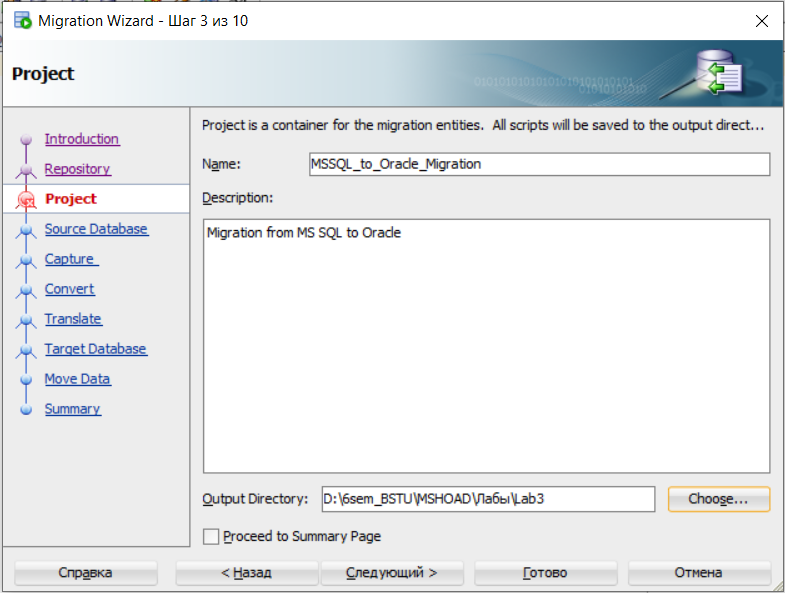 Migration Wizard - Шаг 3 из 10
Project
0101010101010101010101010101
01010101010
Introduction
Repository
Project
Source Database
Capture
Convert
Translate
Target Database
Move Data
Summary
Project is a container for the migration entities. All scripts will be saved to the output direct...
Name: MSSQL_to_Oracle_Migration
Description:
Migration from MS SQL to Oracle
Output Directory: D:\6sem_BSTU\MSHOAD\Лабы\Lab3 Choose...
Proceed to Summary Page
Справка < Назад Следующий > Готово Отмена